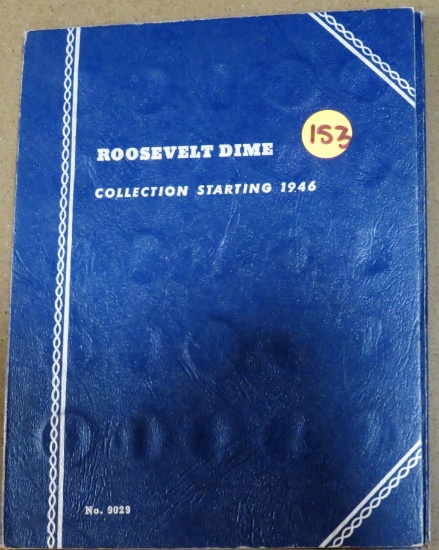 ROOSEVELT DIME
153
COLLECTION STARTING 1946
No. 9029